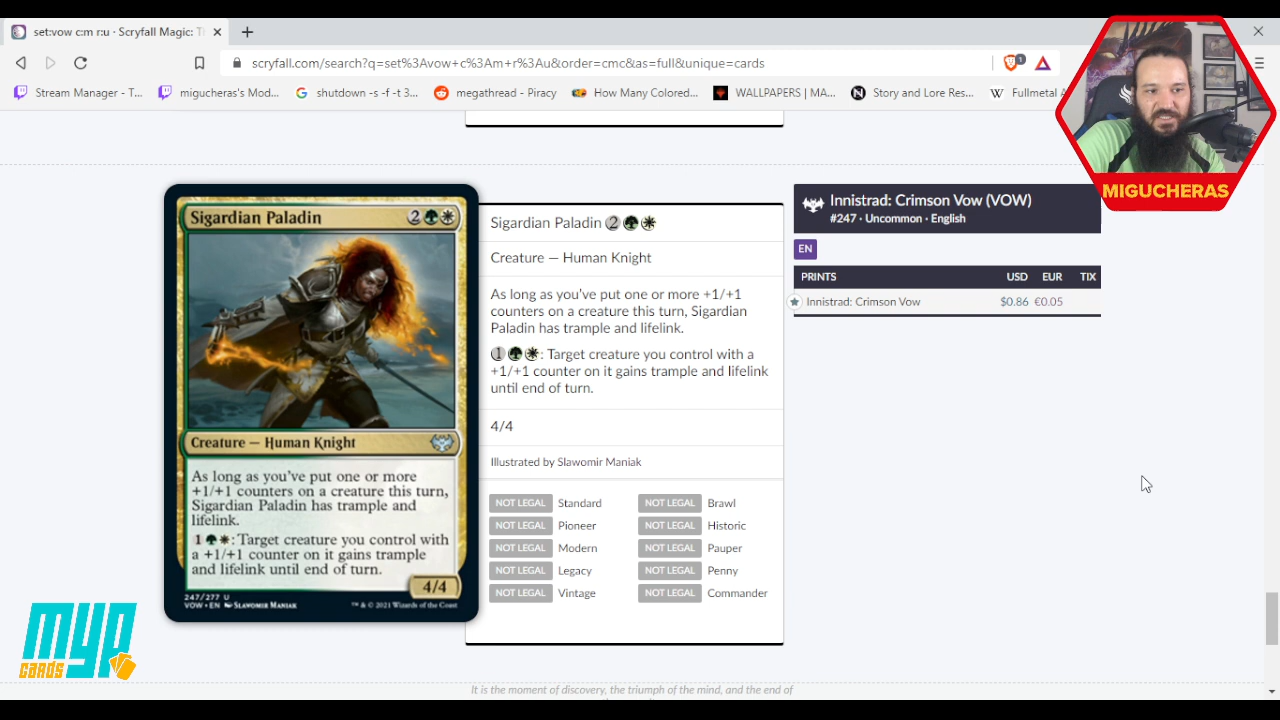 set:vow c:m r:u · Scryfall Magic: T
scryfall.com/search?q=set%3Avow+c%3Am+r%3Au&order=cmc&as=full&unique=cards
1
Stream Manager - T...
migucheras's Mod...
shutdown -s -f -t 3...
megathread - Piracy
How Many Colored...
WALLPAPERS | MA...
Story and Lore Res...
Fullmetal A
MIGUCHERAS
Sigardian Paladin 2
Creature — Human Knight
As long as you've put one or more
+1/+1 counters on a creature this turn,
Sigardian Paladin has trample and
lifelink.
1 : Target creature you control with
a +1/+1 counter on it gains trample
and lifelink until end of turn.
4/4
247/277 U
VOW • EN Slawomir Maniak
™ & © 2021 Wizards of the Coast
Sigardian Paladin 2
Creature — Human Knight
As long as you've put one or more +1/+1
counters on a creature this turn, Sigardian
Paladin has trample and lifelink.
1 : Target creature you control with a
+1/+1 counter on it gains trample and lifelink
until end of turn.
4/4
Illustrated by Slawomir Maniak
NOT LEGAL Standard NOT LEGAL Brawl
NOT LEGAL Pioneer NOT LEGAL Historic
NOT LEGAL Modern NOT LEGAL Pauper
NOT LEGAL Legacy NOT LEGAL Penny
NOT LEGAL Vintage NOT LEGAL Commander
Innistrad: Crimson Vow (VOW)
#247 · Uncommon · English
EN
PRINTS USD EUR TIX
Innistrad: Crimson Vow $0.86 €0.05
It is the moment of discovery, the triumph of the mind, and the end of
MYP
CARDS